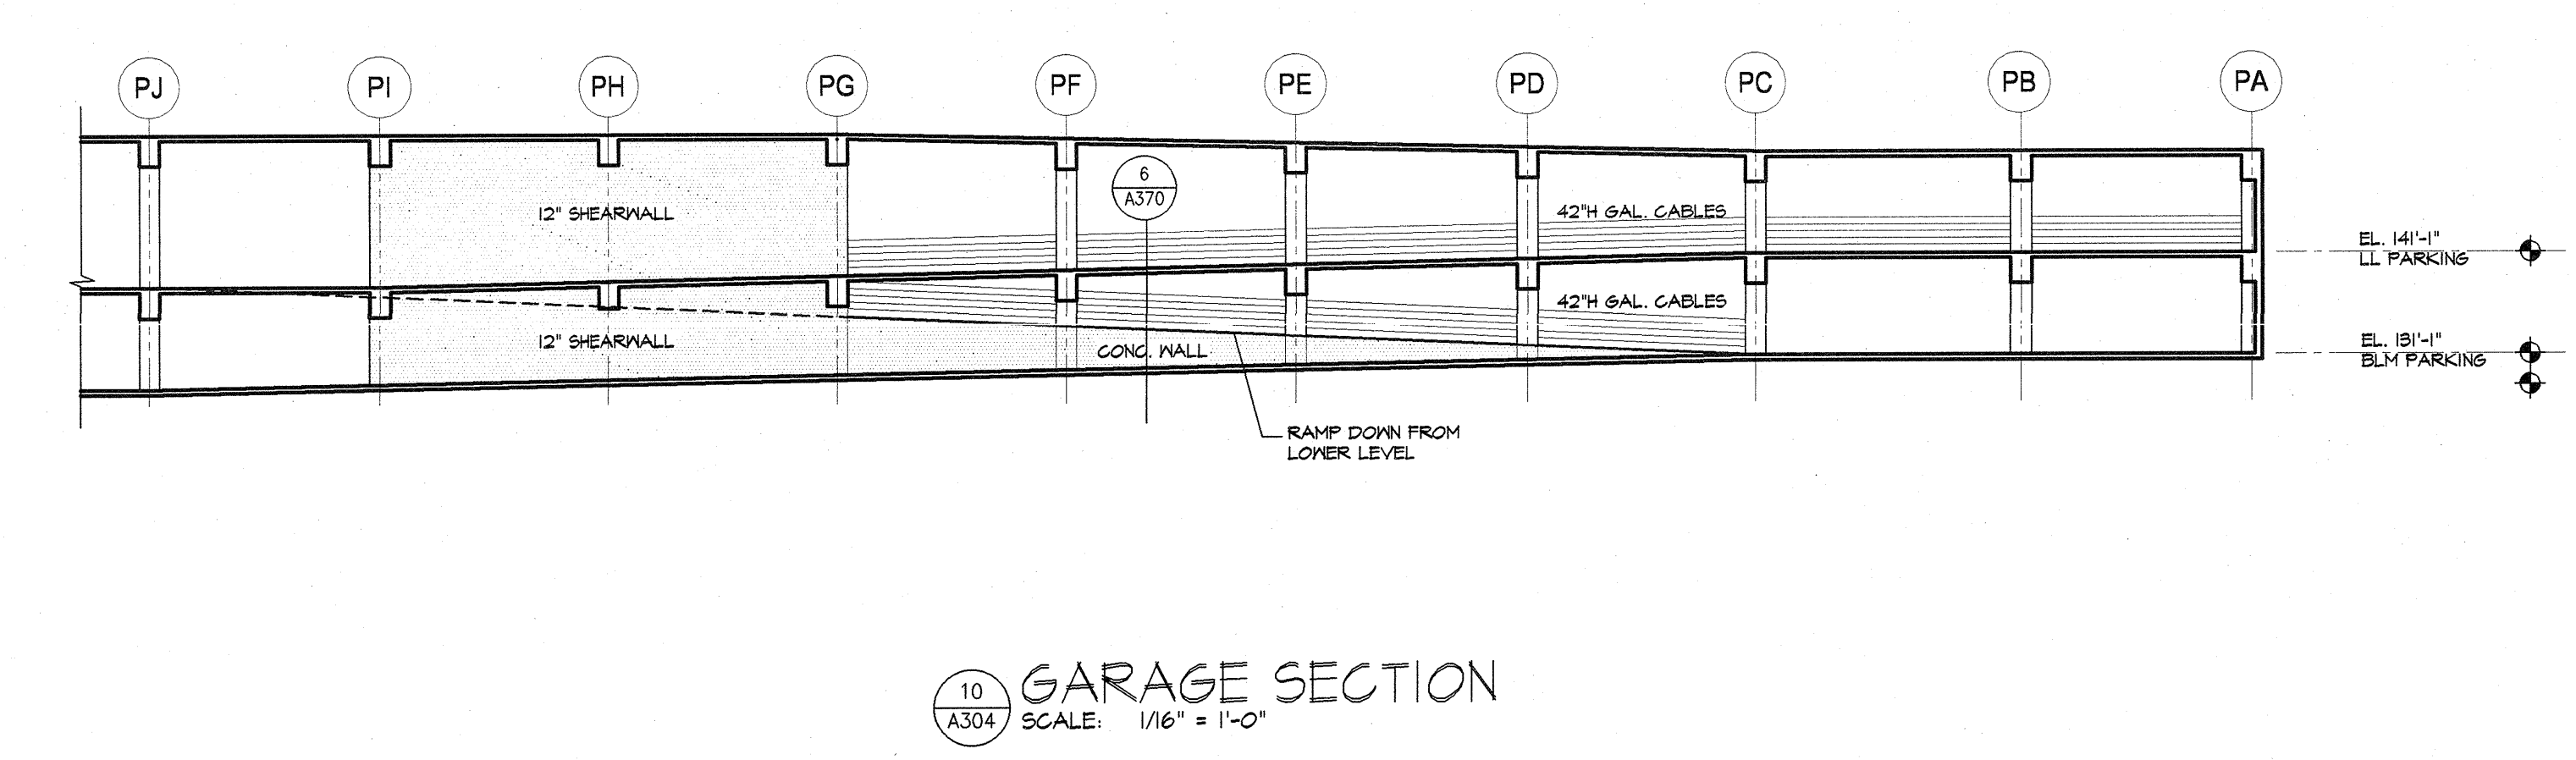 PJ PI PH PG PF PE PD PC PB PA
6
A370
12" SHEARWALL
42"H GAL. CABLES
EL. 141'-1"
LL PARKING
42"H GAL. CABLES
12" SHEARWALL
CONC. WALL
EL. 131'-1"
BLM PARKING
RAMP DOWN FROM
LOWER LEVEL
10
A304
GARAGE SECTION
SCALE: 1/16" = 1'-0"